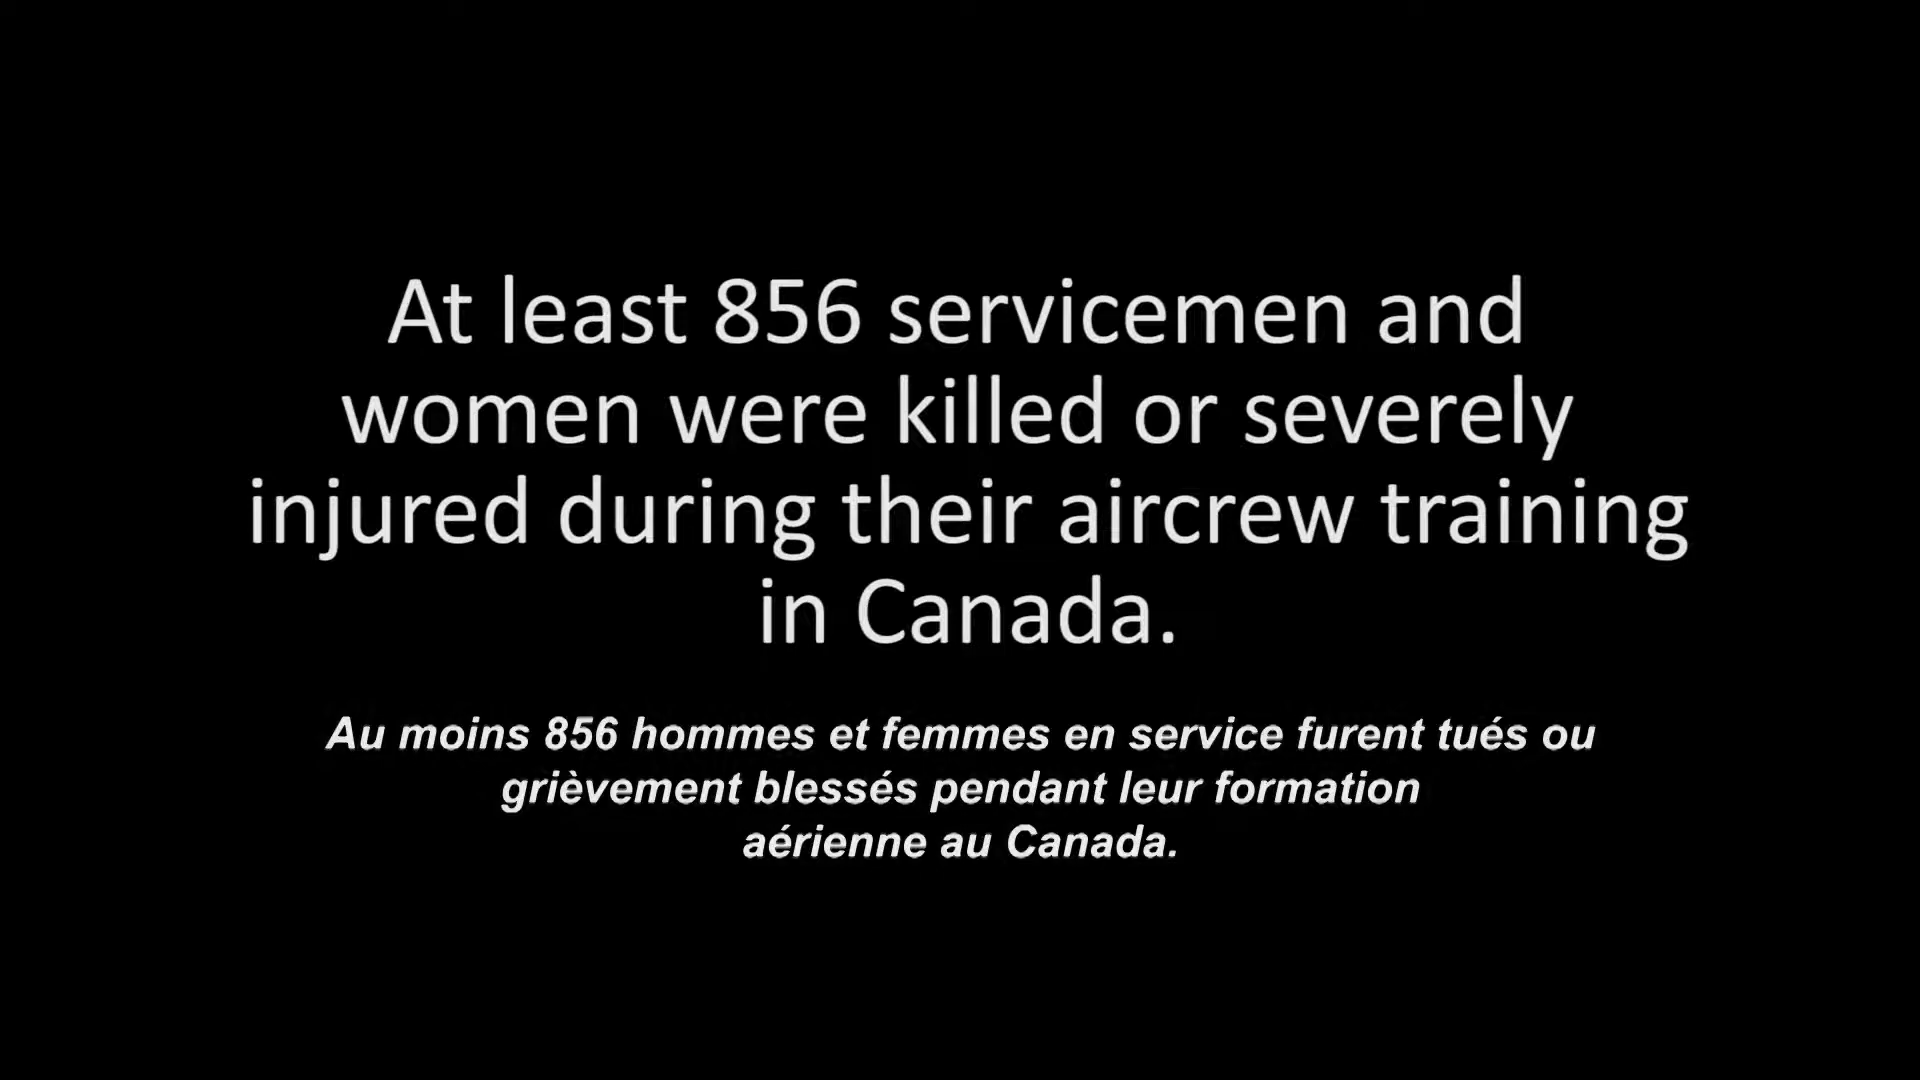 At least 856 servicemen and
women were killed or severely
injured during their aircrew training
in Canada.
Au moins 856 hommes et femmes en service furent tués ou
grièvement blessés pendant leur formation
aérienne au Canada.